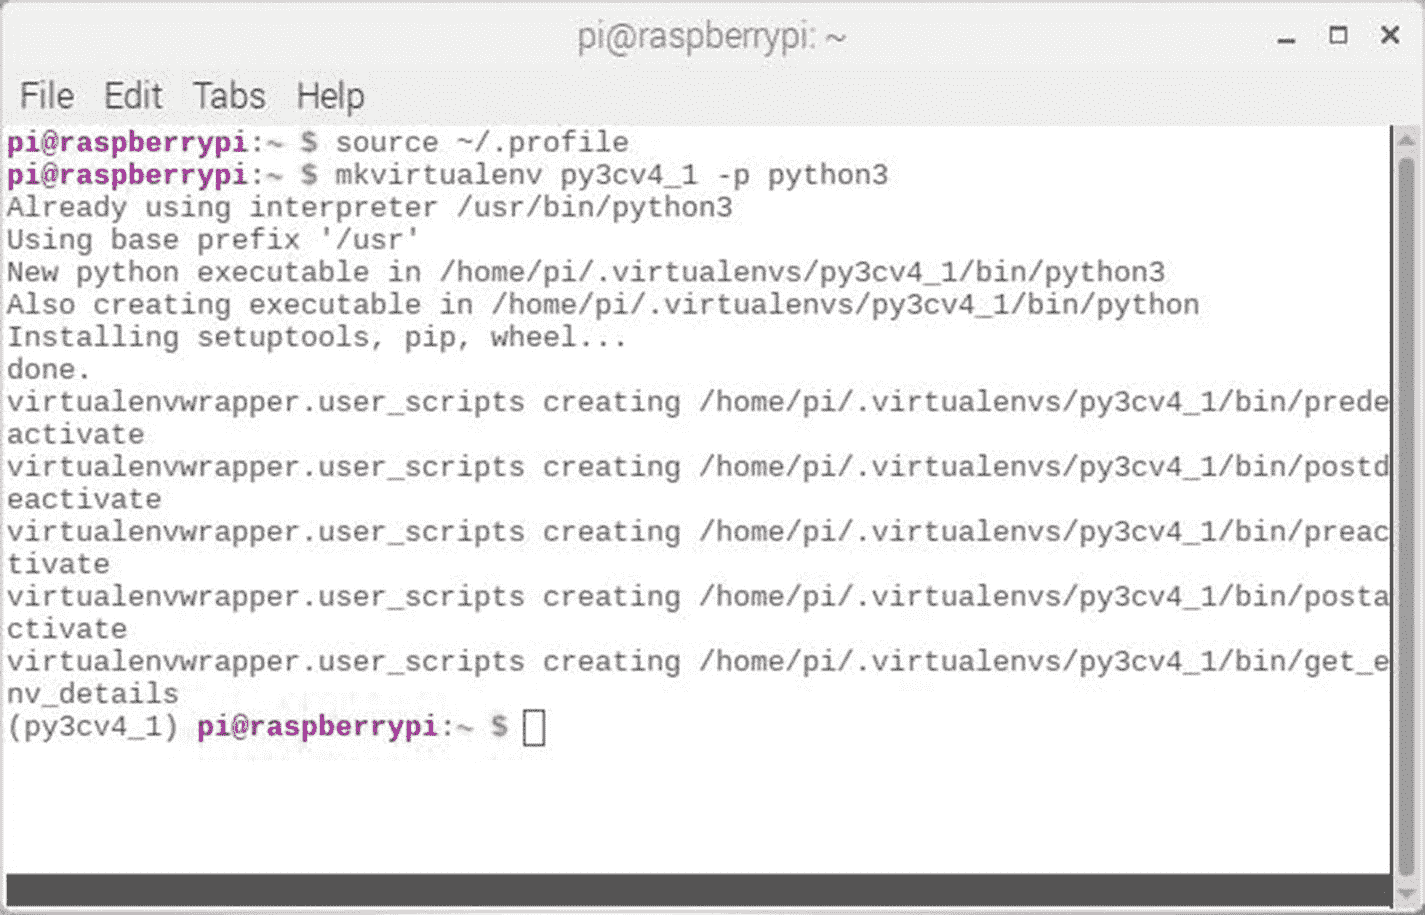 pi@raspberrypi: ~
File Edit Tabs Help
pi@raspberrypi:~ $ source ~/.profile
pi@raspberrypi:~ $ mkvirtualenv py3cv4_1 -p python3
Already using interpreter /usr/bin/python3
Using base prefix '/usr'
New python executable in /home/pi/.virtualenvs/py3cv4_1/bin/python3
Also creating executable in /home/pi/.virtualenvs/py3cv4_1/bin/python
Installing setuptools, pip, wheel...
done.
virtualenvwrapper.user_scripts creating /home/pi/.virtualenvs/py3cv4_1/bin/prede
activate
virtualenvwrapper.user_scripts creating /home/pi/.virtualenvs/py3cv4_1/bin/postd
eactivate
virtualenvwrapper.user_scripts creating /home/pi/.virtualenvs/py3cv4_1/bin/preac
tivate
virtualenvwrapper.user_scripts creating /home/pi/.virtualenvs/py3cv4_1/bin/posta
ctivate
virtualenvwrapper.user_scripts creating /home/pi/.virtualenvs/py3cv4_1/bin/get_e
nv_details
(py3cv4_1) pi@raspberrypi:~ $